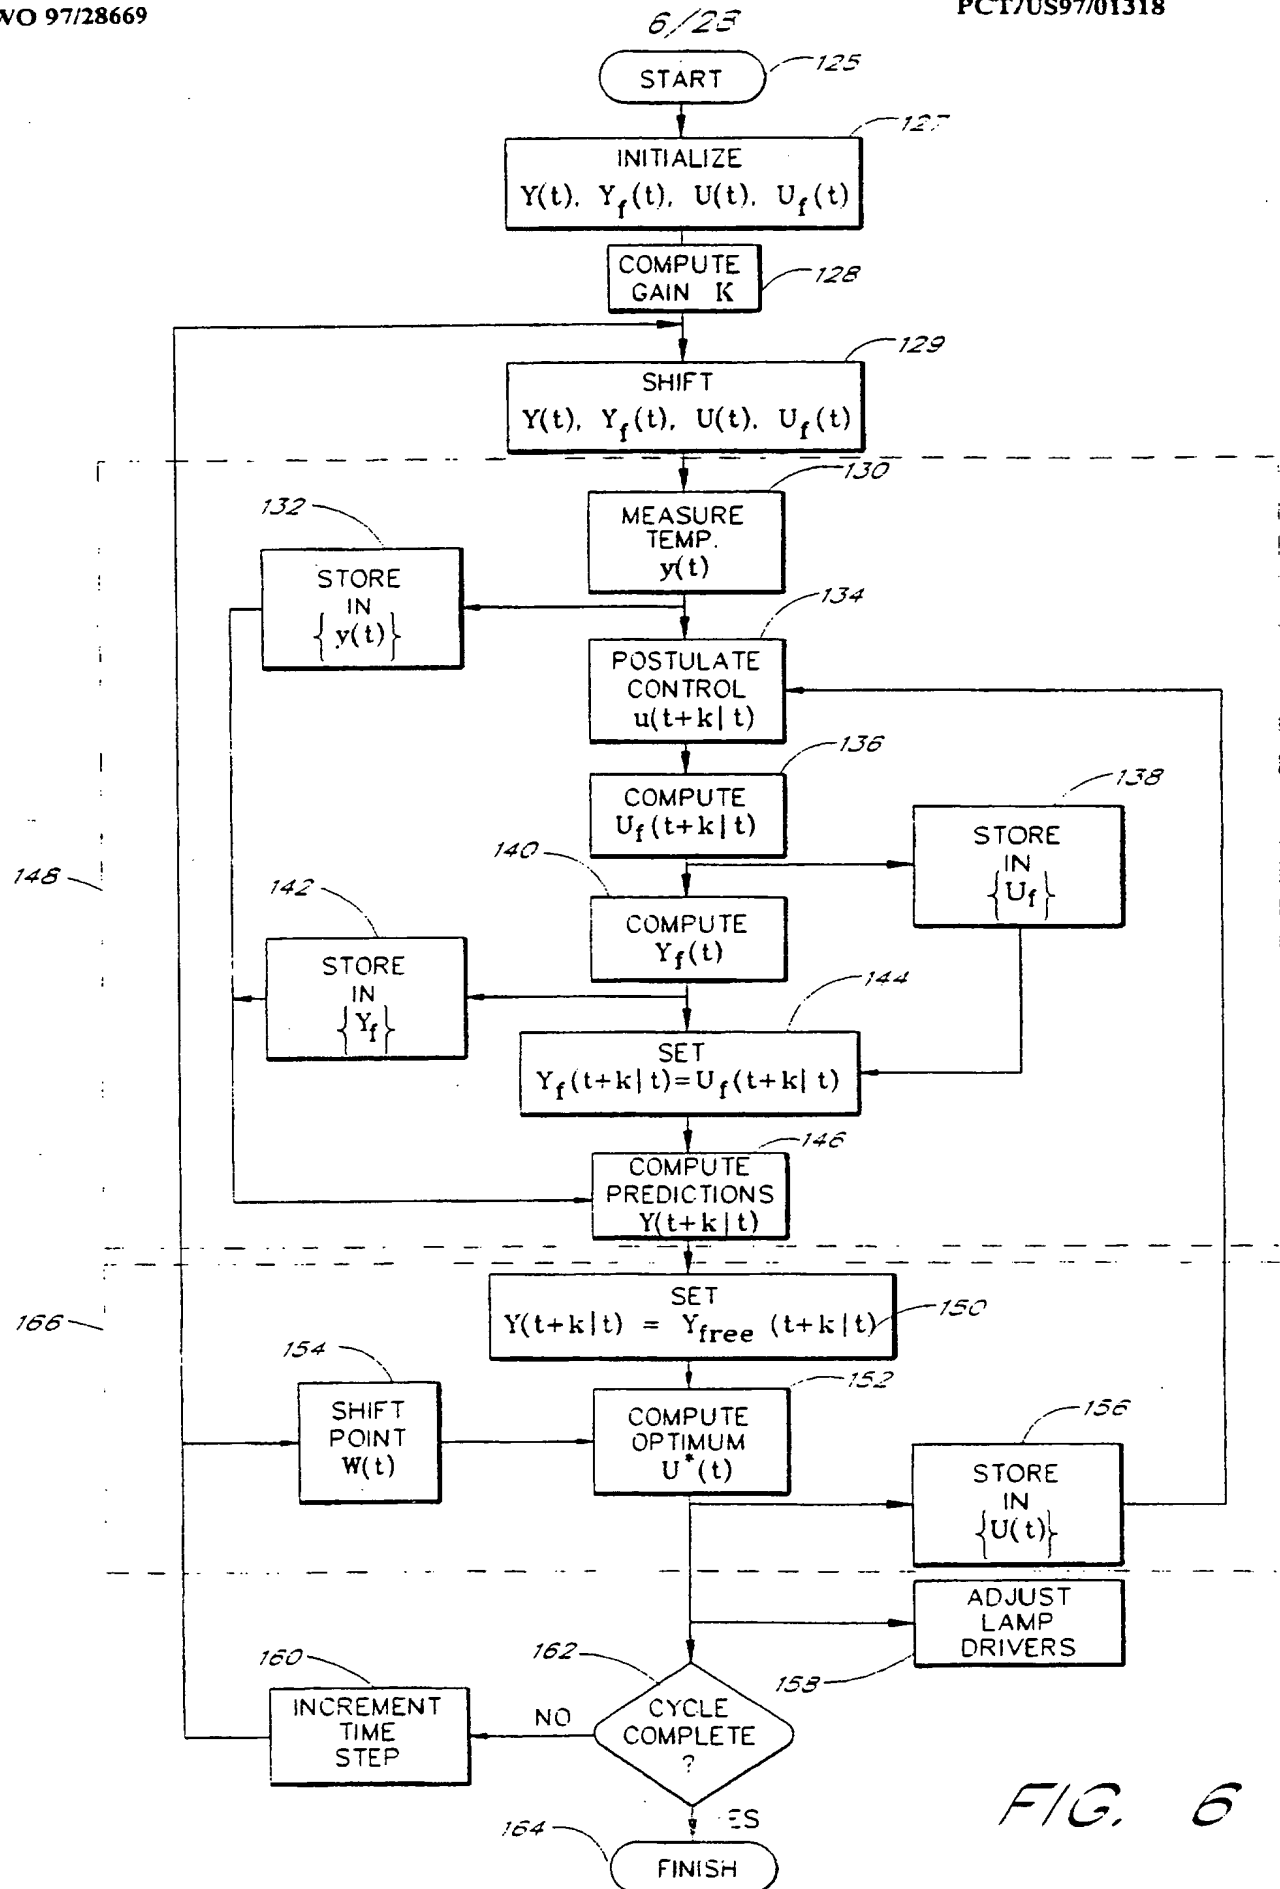 WO 97/28669
PCT/US97/01318
6/23
START
125
127
INITIALIZE
Y(t), Y_f(t), U(t), U_f(t)
COMPUTE
GAIN K
128
129
SHIFT
Y(t), Y_f(t), U(t), U_f(t)
130
MEASURE
TEMP.
y(t)
132
STORE
IN
{y(t)}
134
POSTULATE
CONTROL
u(t+k|t)
136
COMPUTE
U_f(t+k|t)
138
STORE
IN
{U_f}
140
COMPUTE
Y_f(t)
148
142
STORE
IN
{Y_f}
144
SET
Y_f(t+k|t)=U_f(t+k|t)
146
COMPUTE
PREDICTIONS
Y(t+k|t)
SET
Y(t+k|t) = Y_free (t+k|t)
150
166
154
SHIFT
POINT
W(t)
152
COMPUTE
OPTIMUM
U*(t)
156
STORE
IN
{U(t)}
ADJUST
LAMP
DRIVERS
158
160
INCREMENT
TIME
STEP
NO
162
CYCLE
COMPLETE
?
ES
164
FINISH
FIG. 6